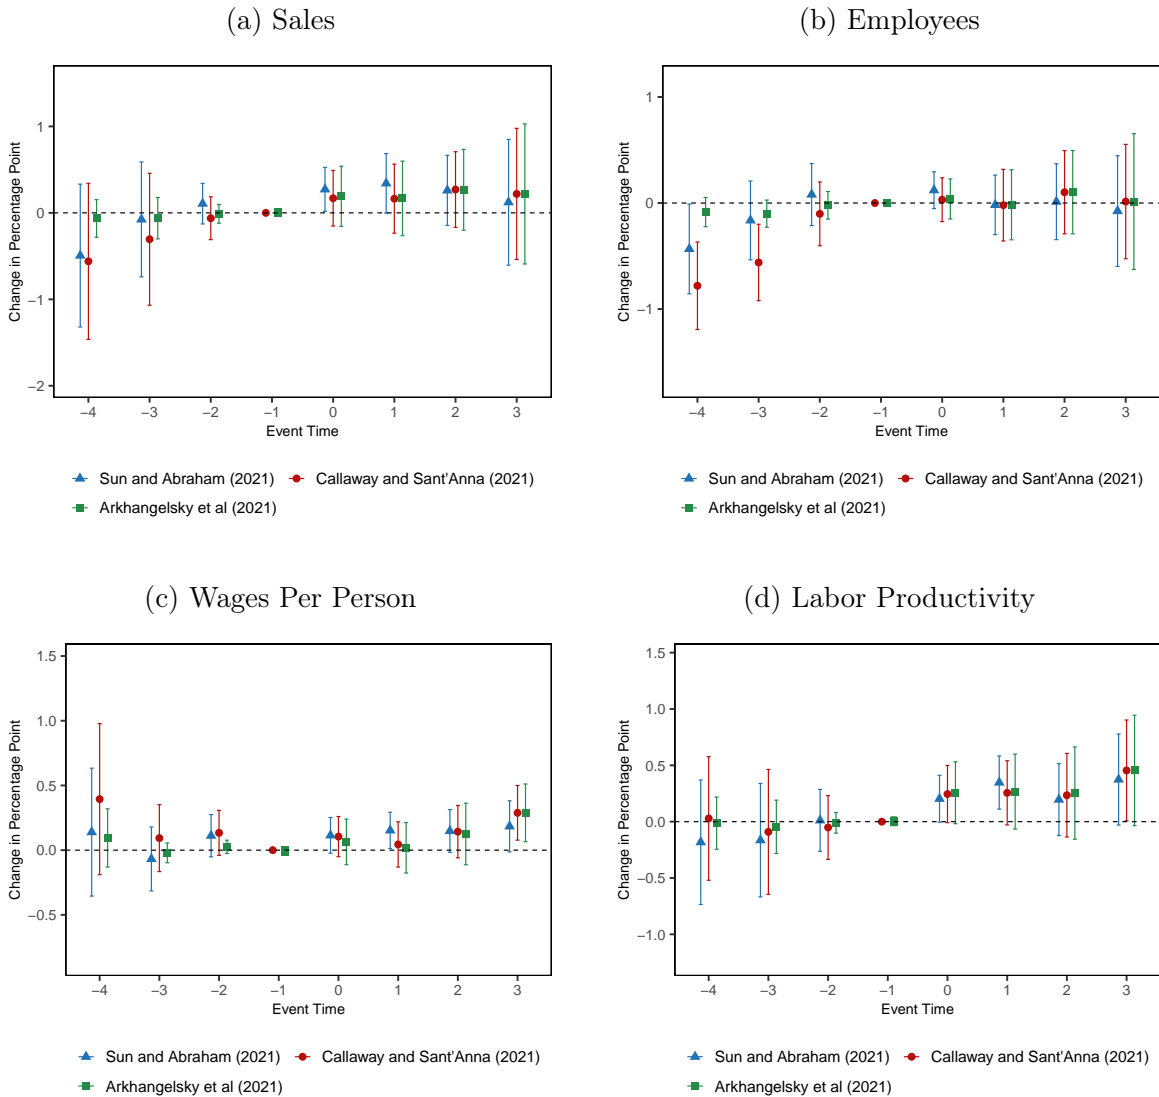 (a) Sales
Change in Percentage Point
1
0
−1
−2
−4 −3 −2 −1 0 1 2 3
Event Time
Sun and Abraham (2021) Callaway and Sant'Anna (2021)
Arkhangelsky et al (2021)
(b) Employees
Change in Percentage Point
1
0
−1
−4 −3 −2 −1 0 1 2 3
Event Time
Sun and Abraham (2021) Callaway and Sant'Anna (2021)
Arkhangelsky et al (2021)
(c) Wages Per Person
Change in Percentage Point
1.5
1.0
0.5
0.0
−0.5
−4 −3 −2 −1 0 1 2 3
Event Time
Sun and Abraham (2021) Callaway and Sant'Anna (2021)
Arkhangelsky et al (2021)
(d) Labor Productivity
Change in Percentage Point
1.5
1.0
0.5
0.0
−0.5
−1.0
−4 −3 −2 −1 0 1 2 3
Event Time
Sun and Abraham (2021) Callaway and Sant'Anna (2021)
Arkhangelsky et al (2021)